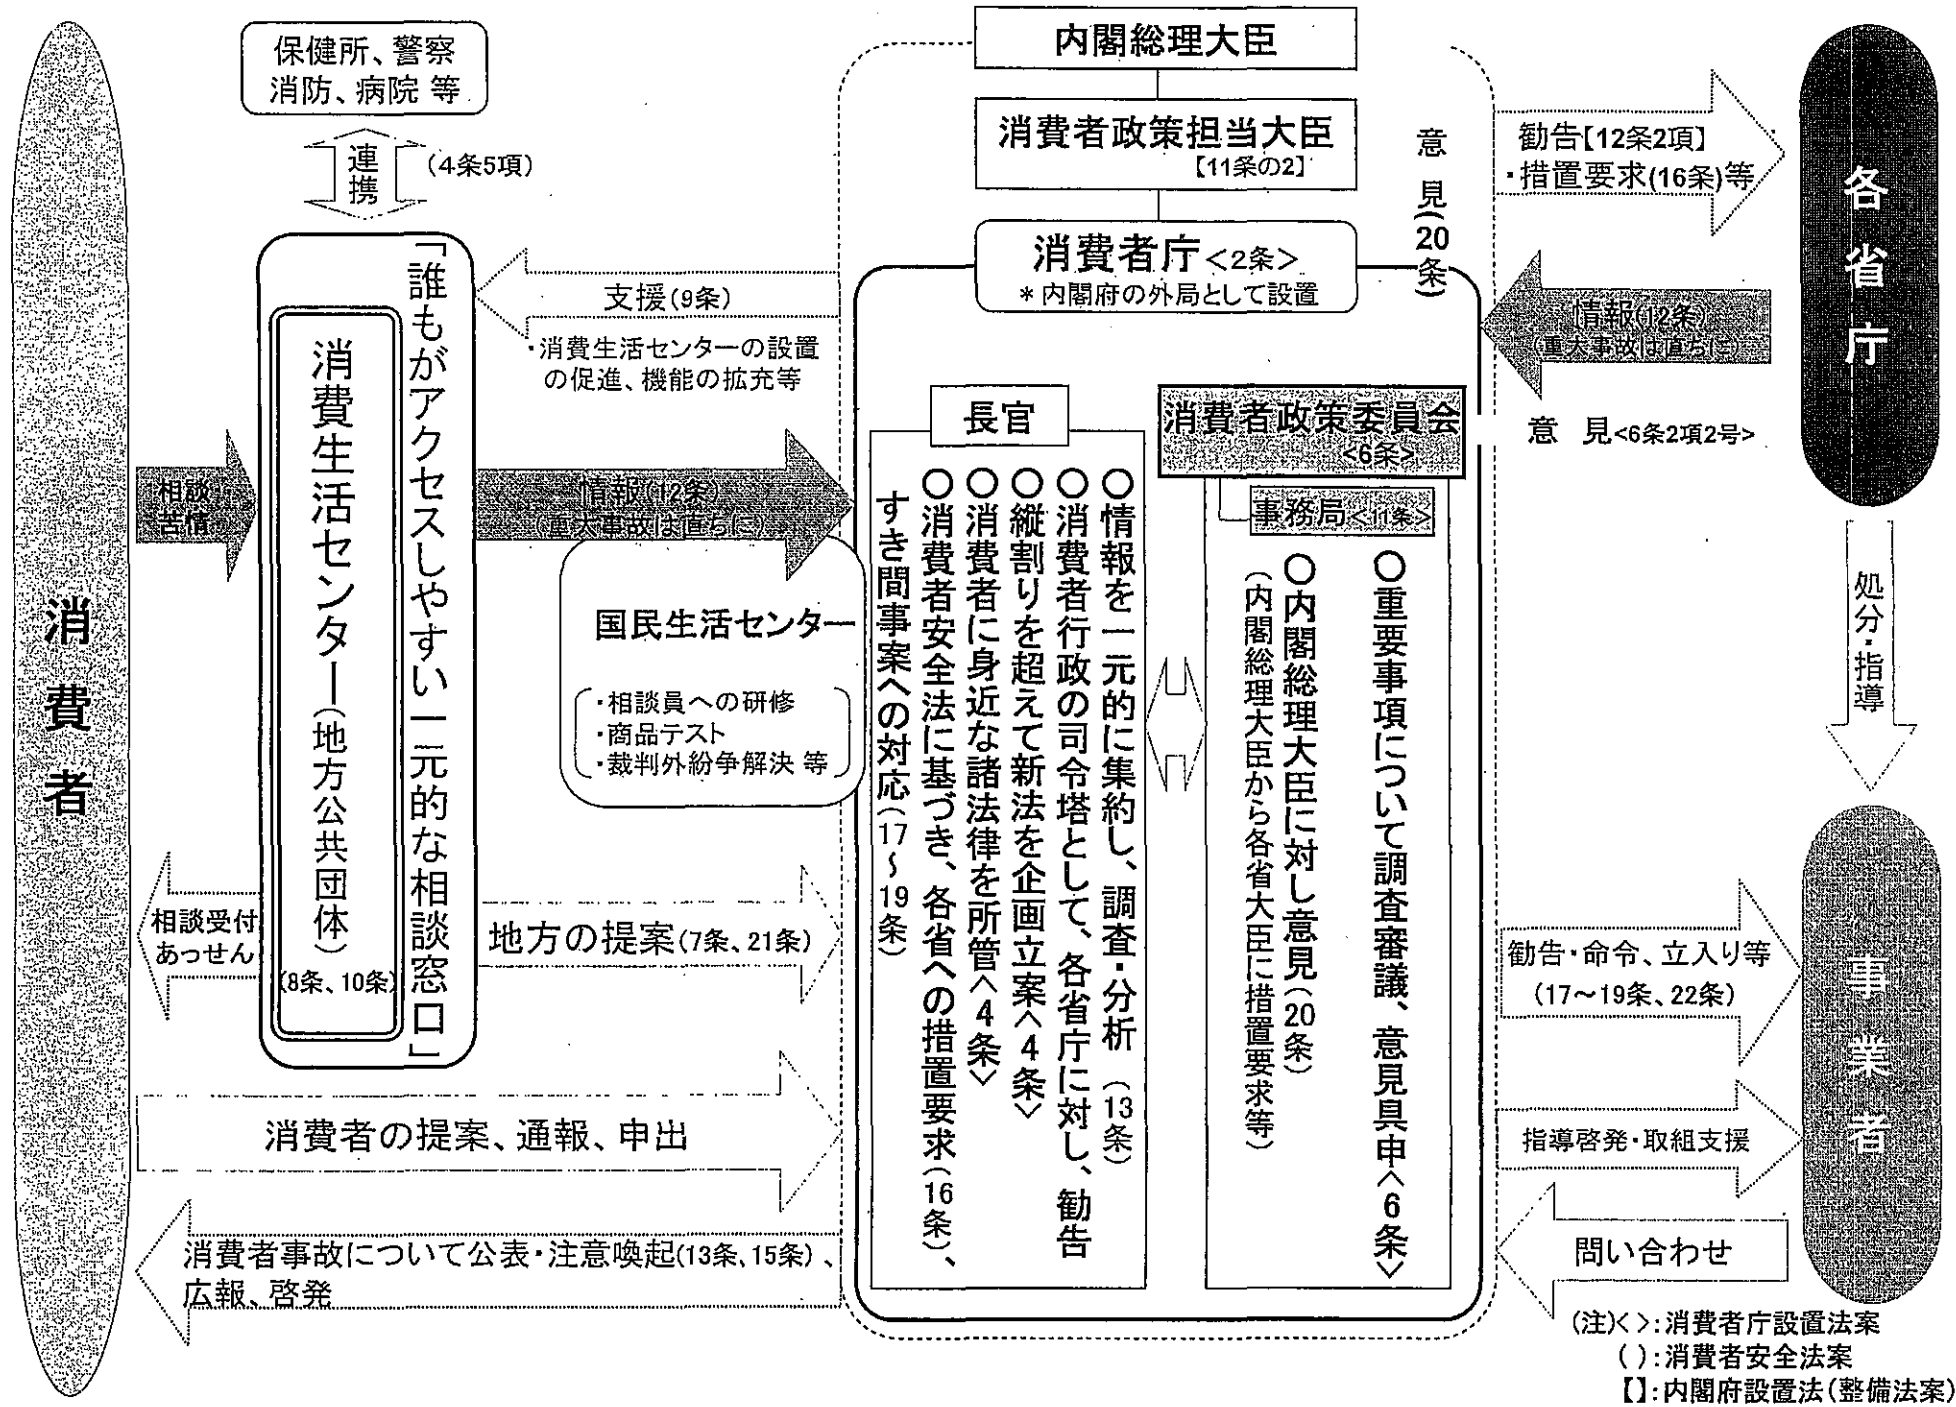 消費者
保健所、警察
消防、病院 等
連携
(4条5項)
「誰もがアクセスしやすい一元的な相談窓口」
消費生活センター(地方公共団体)
(8条、10条)
相談
苦情
相談受付
あっせん
支援(9条)
・消費生活センターの設置
の促進、機能の拡充等
情報(12条)
(重大事故は直ちに)
国民生活センター
・相談員への研修
・商品テスト
・裁判外紛争解決 等
地方の提案(7条、21条)
消費者の提案、通報、申出
消費者事故について公表・注意喚起(13条、15条)、
広報、啓発
内閣総理大臣
消費者政策担当大臣
【11条の2】
消費者庁<2条>
*内閣府の外局として設置
意見(20条)
長官
○情報を一元的に集約し、調査・分析 (13条)
○消費者行政の司令塔として、各省庁に対し、勧告
○縦割りを超えて新法を企画立案<4条>
○消費者に身近な諸法律を所管<4条>
○消費者安全法に基づき、各省への措置要求(16条)、
すき間事案への対応(17~19条)
消費者政策委員会
<6条>
事務局<11条>
○重要事項について調査審議、意見具申<6条>
○内閣総理大臣に対し意見(20条)
(内閣総理大臣から各省大臣に措置要求等)
勧告【12条2項】
・措置要求(16条)等
情報(12条)
(重大事故は直ちに)
意 見<6条2項2号>
各省庁
処分・指導
勧告・命令、立入り等
(17~19条、22条)
指導啓発・取組支援
問い合わせ
事業者
(注)< >:消費者庁設置法案
( ):消費者安全法案
【】:内閣府設置法(整備法案)